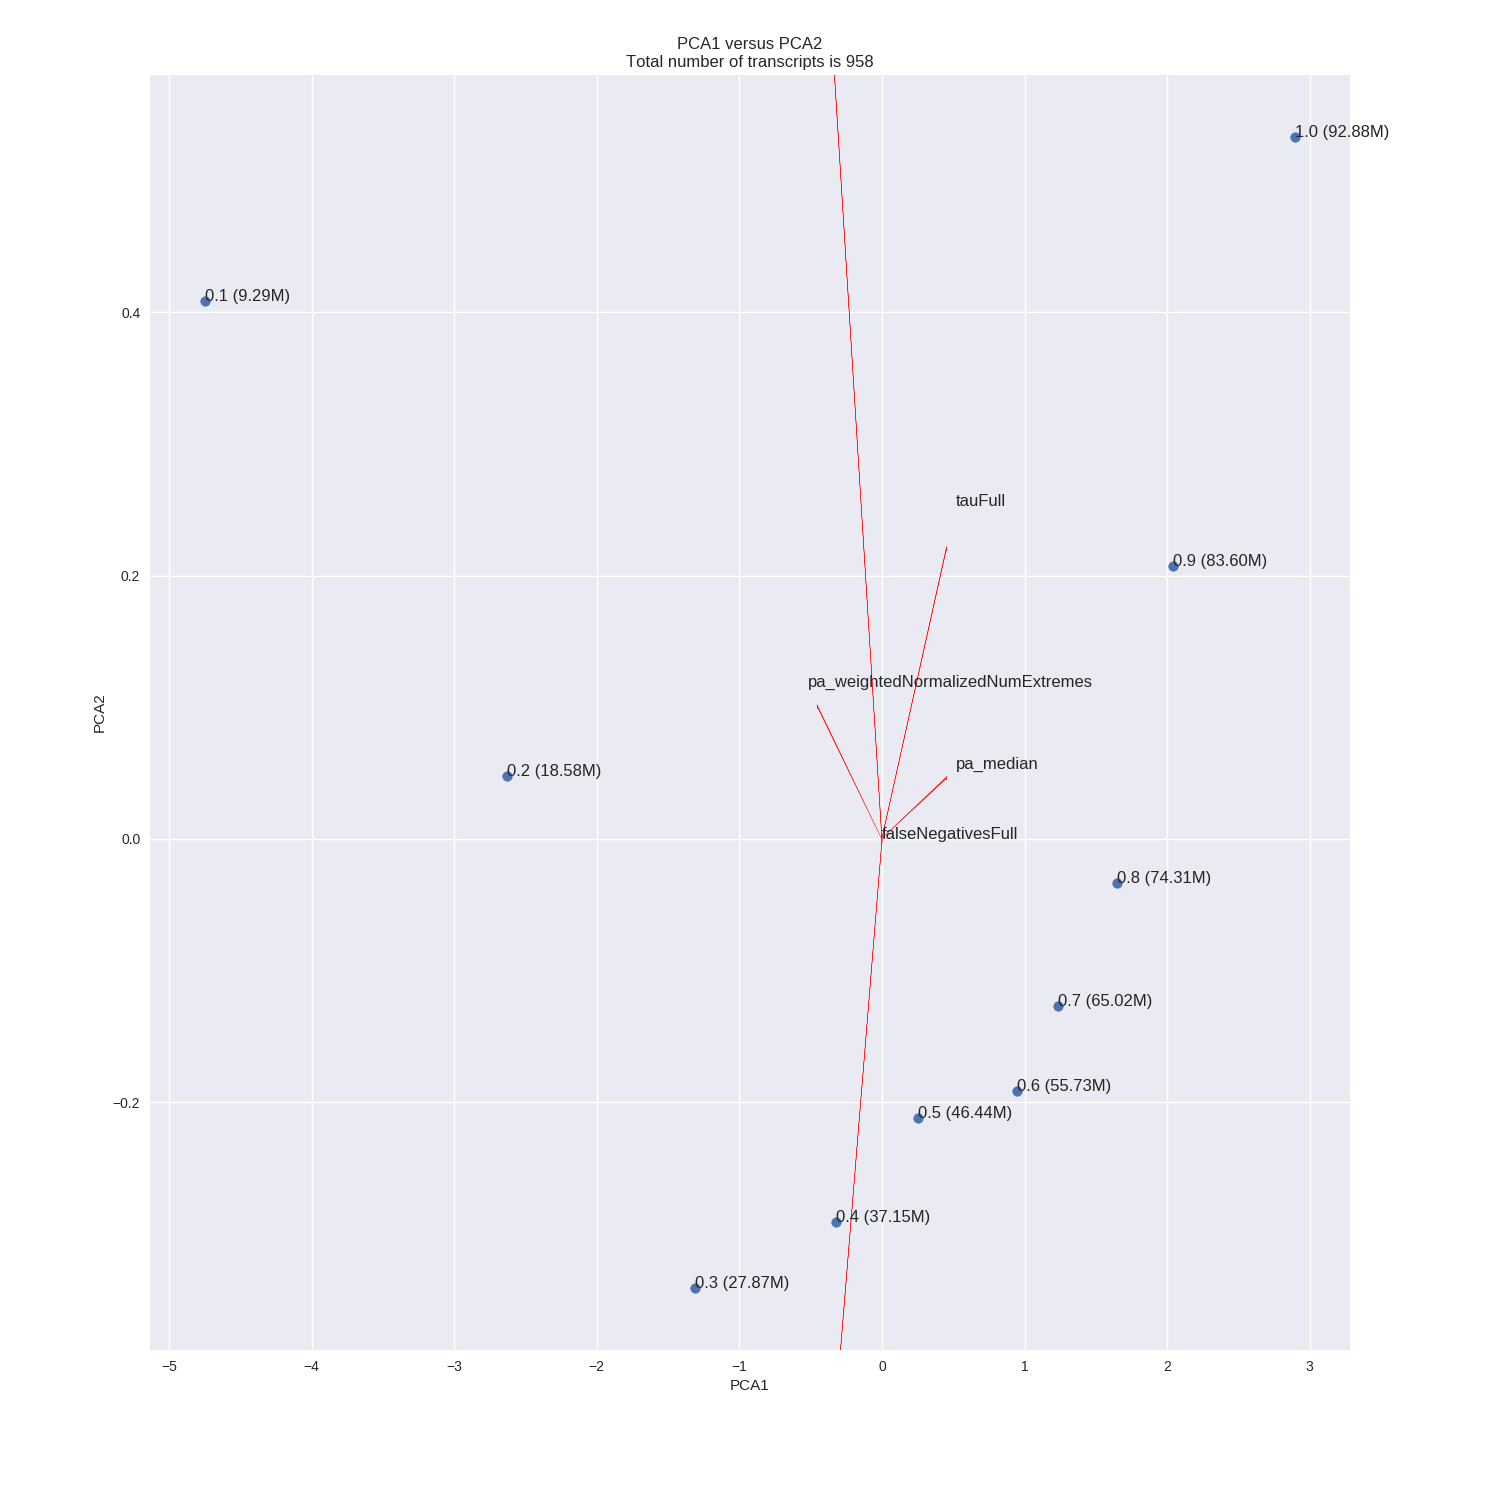 PCA1 versus PCA2
Total number of transcripts is 958
1.0 (92.88M)
0.1 (9.29M)
0.4
tauFull
0.9 (83.60M)
0.2
pa_weightedNormalizedNumExtremes
PCA2
pa_median
0.2 (18.58M)
falseNegativesFull
0.0
0.8 (74.31M)
0.7 (65.02M)
0.6 (55.73M)
−0.2
0.5 (46.44M)
0.4 (37.15M)
0.3 (27.87M)
−5 −4 −3 −2 −1 0 1 2 3
PCA1